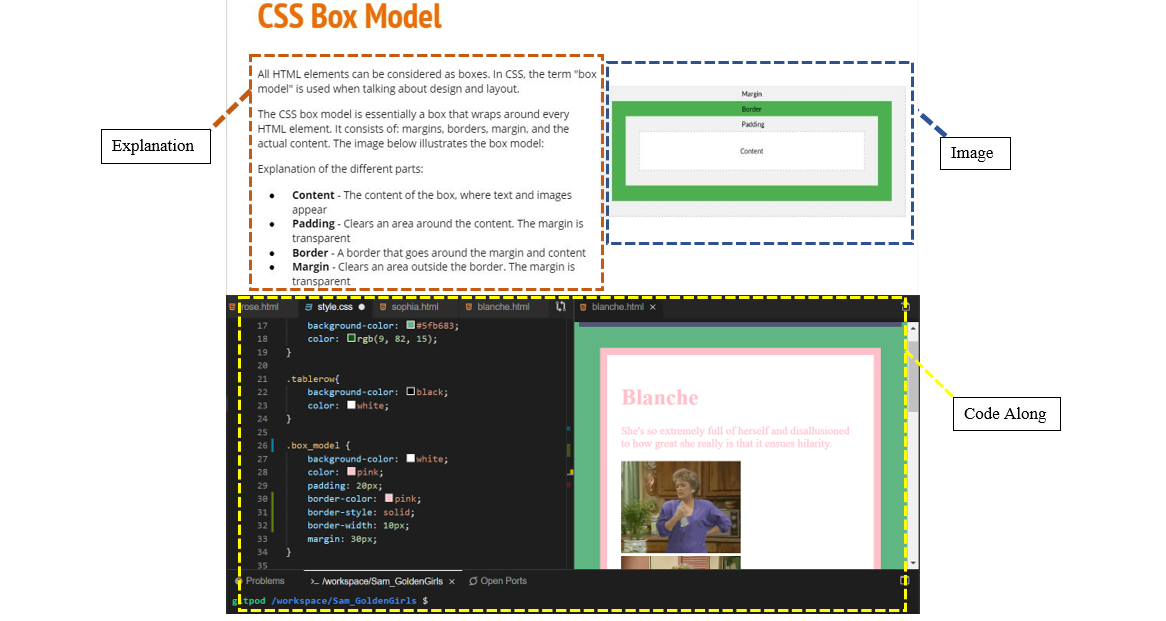 CSS Box Model
All HTML elements can be considered as boxes. In CSS, the term "box
model" is used when talking about design and layout.
The CSS box model is essentially a box that wraps around every
HTML element. It consists of: margins, borders, margin, and the
actual content. The image below illustrates the box model:
Explanation of the different parts:
• Content - The content of the box, where text and images
appear
• Padding - Clears an area around the content. The margin is
transparent
• Border - A border that goes around the margin and content
• Margin - Clears an area outside the border. The margin is
transparent
Explanation
Margin
Border
Padding
Content
Image
rose.html style.css sophia.html blanche.html
17 background-color: #5fb683;
18 color: rgb(9, 82, 15);
19 }
20
21 .tablerow{
22 background-color: black;
23 color: white;
24 }
25
26 .box_model {
27 background-color: white;
28 color: pink;
29 padding: 20px;
30 border-color: pink;
31 border-style: solid;
32 border-width: 10px;
33 margin: 30px;
34 }
35
blanche.html ×
Blanche
She's so extremely full of herself and disallusioned
to how great she really is that it ensues hilarity.
Code Along
Problems >_ /workspace/Sam_GoldenGirls × Open Ports
gitpod /workspace/Sam_GoldenGirls $